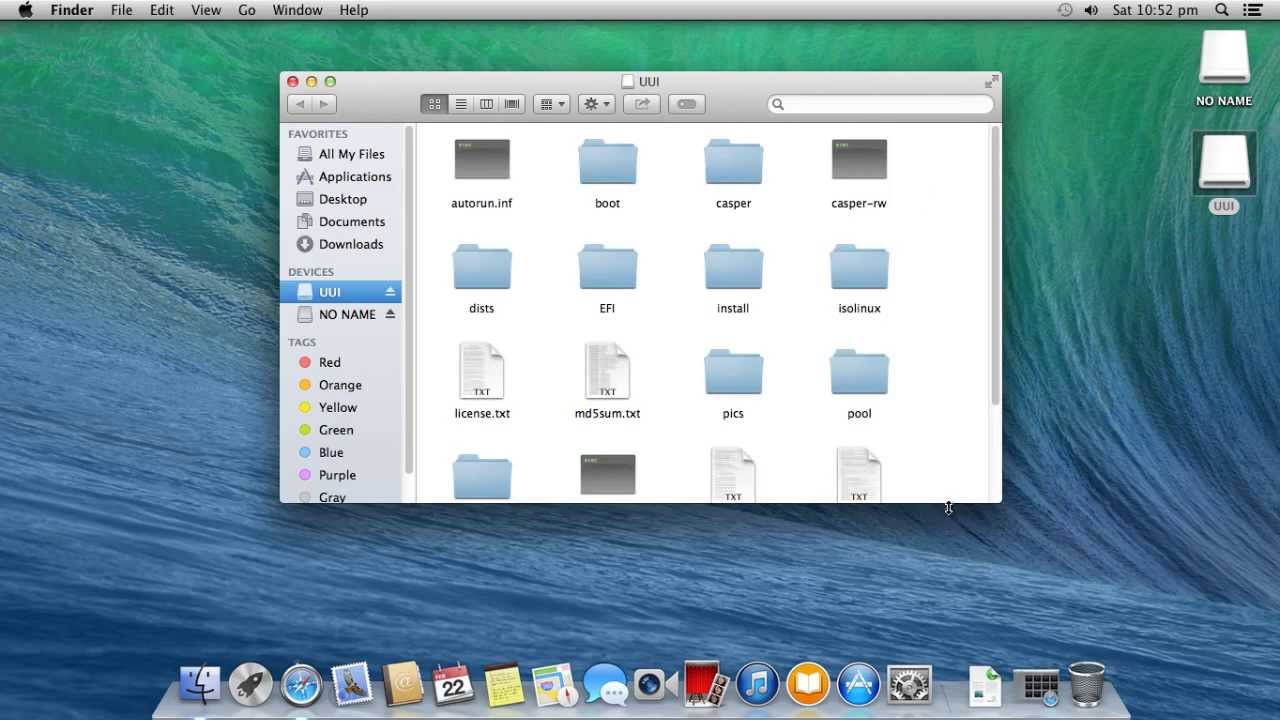 Finder File Edit View Go Window Help Sat 10:52 pm
UUI
NO NAME
UUI
FAVORITES
All My Files
Applications
Desktop
Documents
Downloads
DEVICES
UUI
NO NAME
TAGS
Red
Orange
Yellow
Green
Blue
Purple
Gray
autorun.inf boot casper casper-rw
dists EFI install isolinux
TXT TXT
license.txt md5sum.txt pics pool
TXT TXT
FEB
22